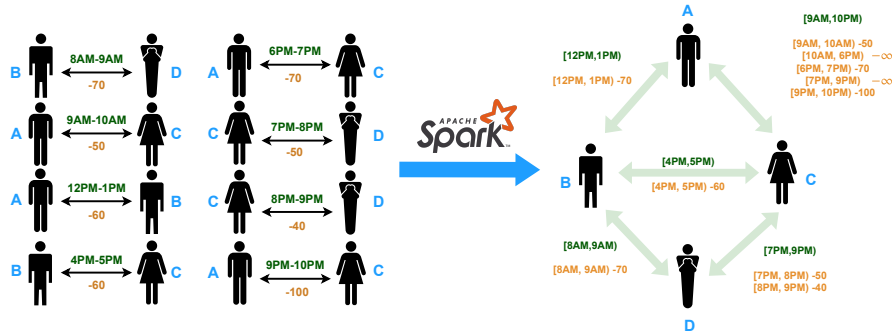 B
8AM-9AM
-70
D
A
6PM-7PM
-70
C
A
9AM-10AM
-50
C
C
7PM-8PM
-50
D
A
12PM-1PM
-60
B
C
8PM-9PM
-40
D
B
4PM-5PM
-60
C
A
9PM-10PM
-100
C
APACHE
Spark
TM
A
[9AM,10PM)
[9AM, 10AM) -50
[10AM, 6PM) -∞
[6PM, 7PM) -70
[7PM, 9PM) -∞
[9PM, 10PM) -100
[12PM,1PM)
[12PM, 1PM) -70
B
[4PM,5PM)
[4PM, 5PM) -60
C
[8AM,9AM)
[8AM, 9AM) -70
[7PM,9PM)
[7PM, 8PM) -50
[8PM, 9PM) -40
D